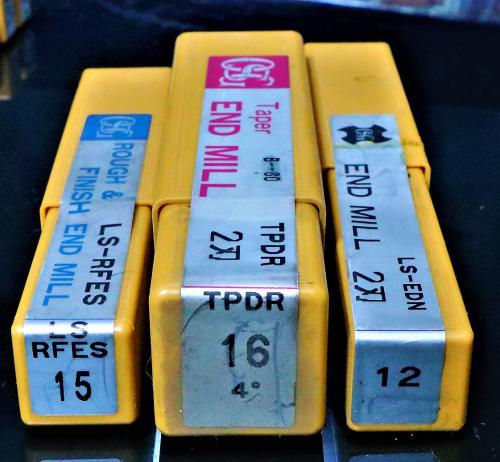 OSG
ROUGH &
FINISH END MILL
LS-RFES
LS
RFES
15
OSG
Taper
END MILL
TPDR
2刃
TPDR
16
4°
END MILL
2刃
LS-EDN
12